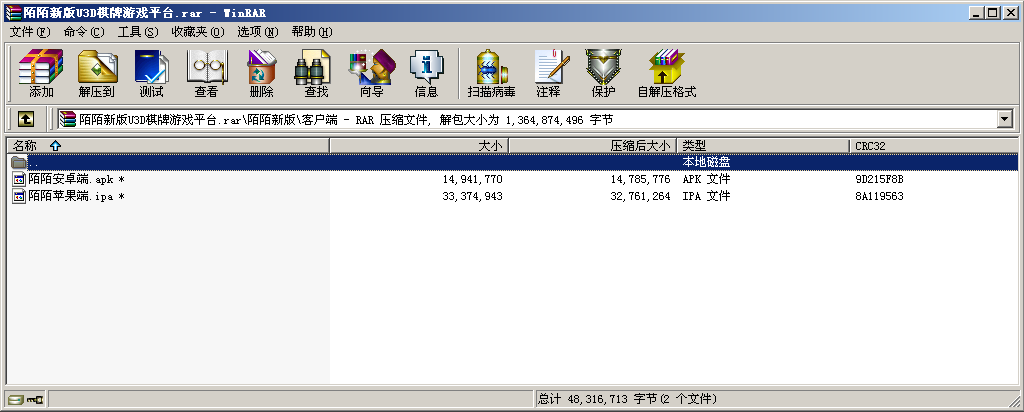 陌陌新版U3D棋牌游戏平台.rar - WinRAR
文件(F) 命令(C) 工具(S) 收藏夹(O) 选项(N) 帮助(H)
添加 解压到 测试 查看 删除 查找 向导 信息 扫描病毒 注释 保护 自解压格式
陌陌新版U3D棋牌游戏平台.rar\陌陌新版\客户端 - RAR 压缩文件, 解包大小为 1,364,874,496 字节
名称 大小 压缩后大小 类型 CRC32
.. 本地磁盘
陌陌安卓端.apk * 14,941,770 14,785,776 APK 文件 9D215F8B
陌陌苹果端.ipa * 33,374,943 32,761,264 IPA 文件 8A119563
总计 48,316,713 字节(2 个文件)